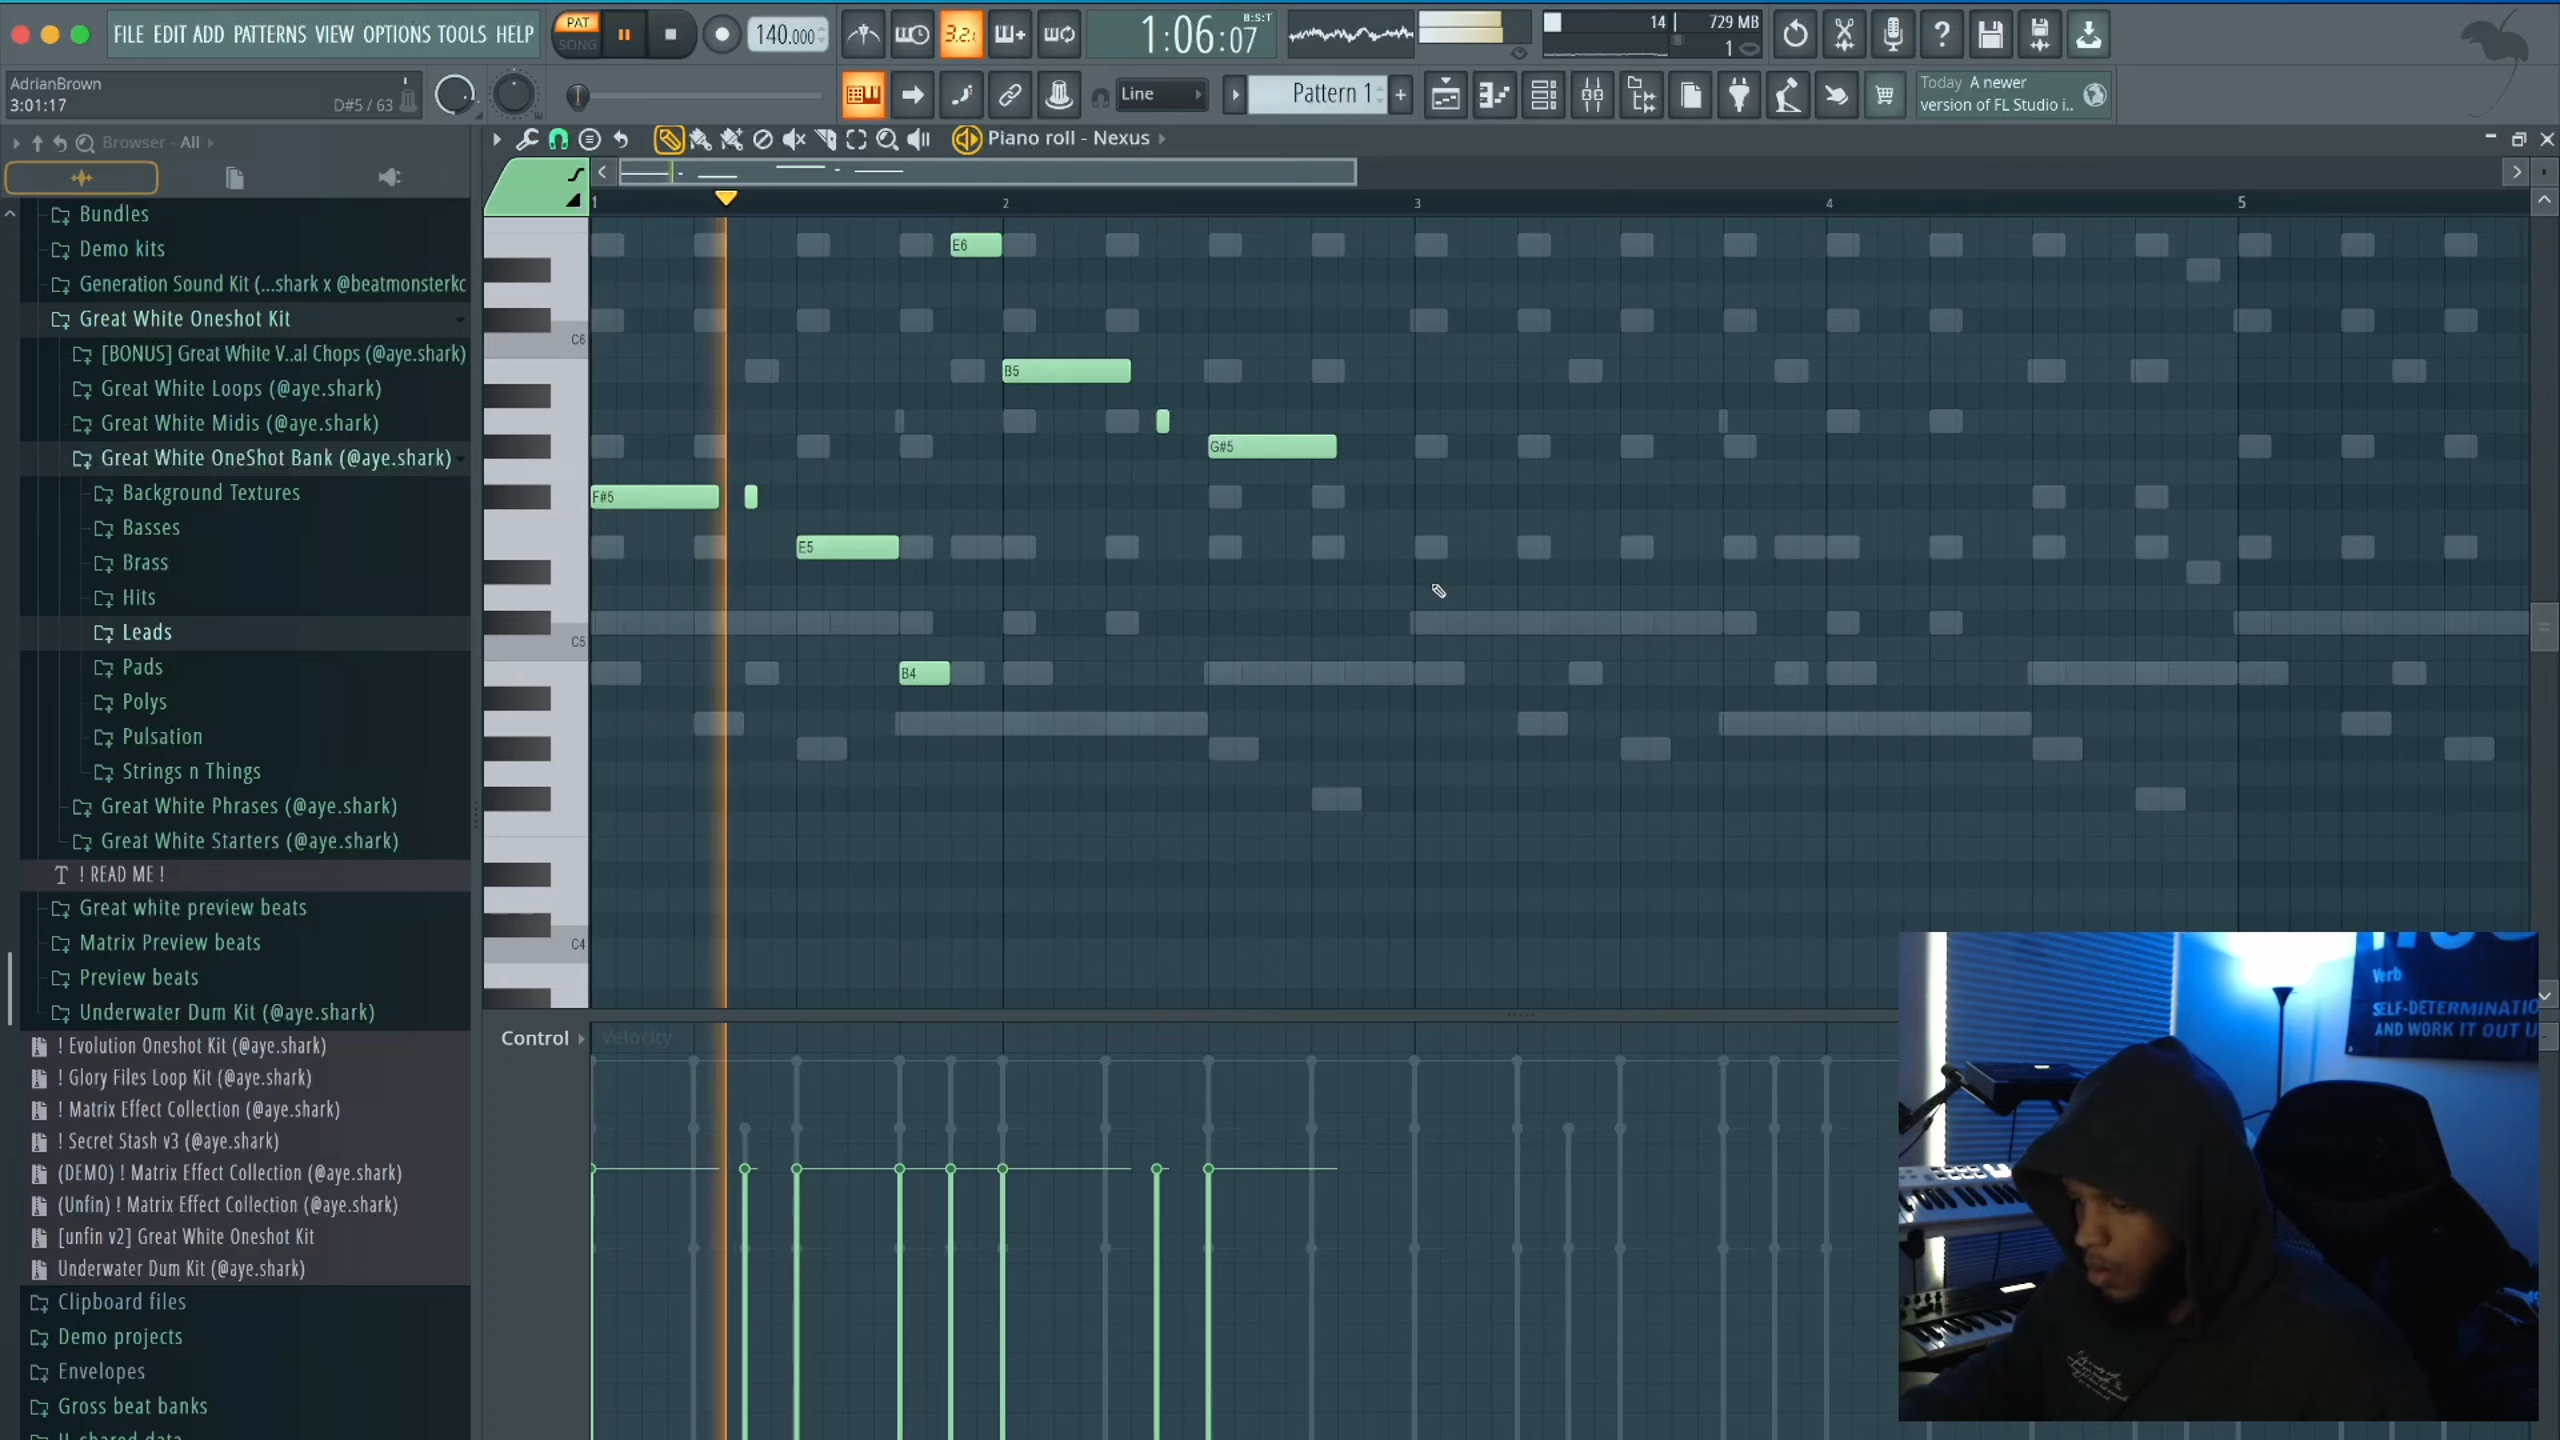 FILE EDIT ADD PATTERNS VIEW OPTIONS TOOLS HELP
PAT
SONG
140.000
3.2
1:06:07
B:S:T
14
729 MB
1
AdrianBrown
3:01:17
D#5 / 63
Line
Pattern 1
+
Today A newer
version of FL Studio i..
Browser - All
Piano roll - Nexus
Bundles
Demo kits
Generation Sound Kit (...shark x @beatmonsterkc
Great White Oneshot Kit
[BONUS] Great White V..al Chops (@aye.shark)
Great White Loops (@aye.shark)
Great White Midis (@aye.shark)
Great White OneShot Bank (@aye.shark)
Background Textures
Basses
Brass
Hits
Leads
Pads
Polys
Pulsation
Strings n Things
Great White Phrases (@aye.shark)
Great White Starters (@aye.shark)
! READ ME !
Great white preview beats
Matrix Preview beats
Preview beats
Underwater Dum Kit (@aye.shark)
! Evolution Oneshot Kit (@aye.shark)
! Glory Files Loop Kit (@aye.shark)
! Matrix Effect Collection (@aye.shark)
! Secret Stash v3 (@aye.shark)
(DEMO) ! Matrix Effect Collection (@aye.shark)
(Unfin) ! Matrix Effect Collection (@aye.shark)
[unfin v2] Great White Oneshot Kit
Underwater Dum Kit (@aye.shark)
Clipboard files
Demo projects
Envelopes
Gross beat banks
1 2 3 4 5
E6
C6
B5
G#5
F#5
E5
C5
B4
C4
Control
Velocity
Verb
SELF-DETERMINATIO
AND WORK IT OUT U